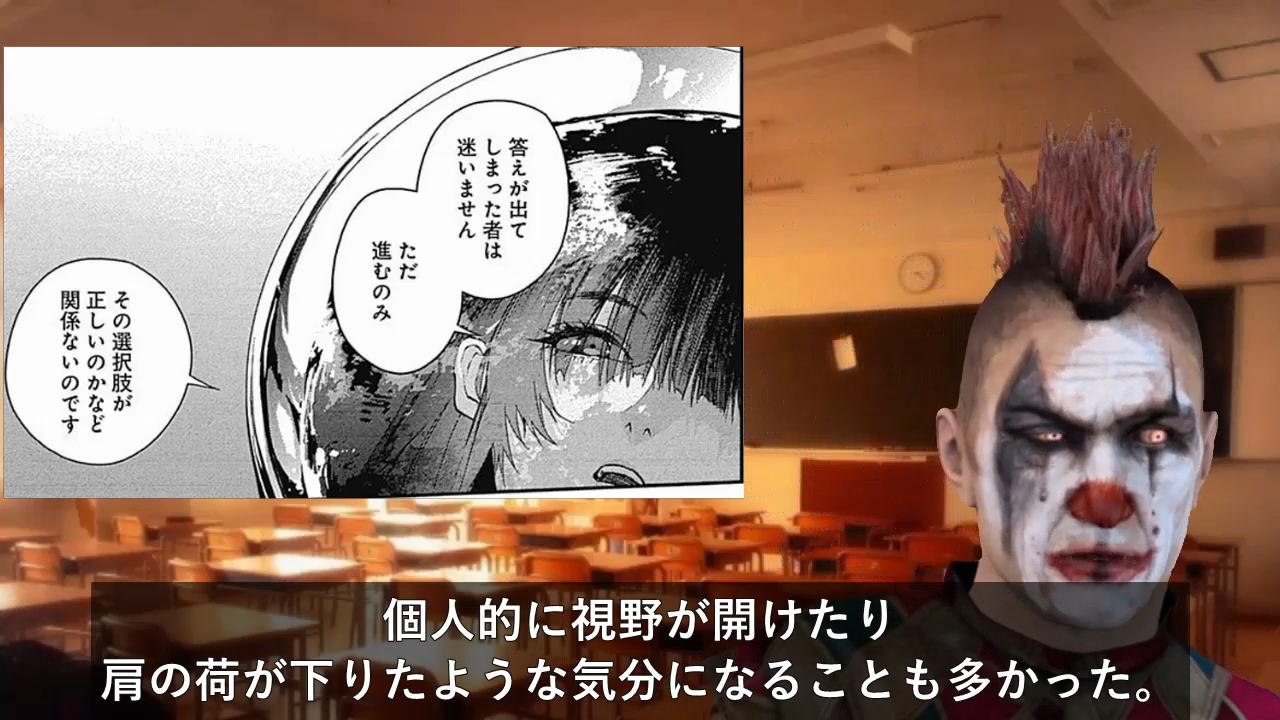 答えが出て
しまった者は
迷いません
ただ
進むのみ
その選択肢が
正しいのかなど
関係ないのです
個人的に視野が開けたり
肩の荷が下りたような気分になることも多かった。